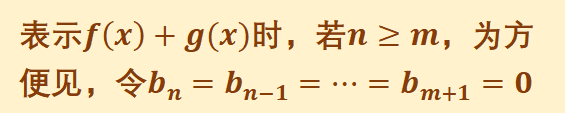 表示f(x) + g(x)时，若n ≥ m，为方
便见，令bₙ = bₙ₋₁ = ⋯ = bₘ₊₁ = 0